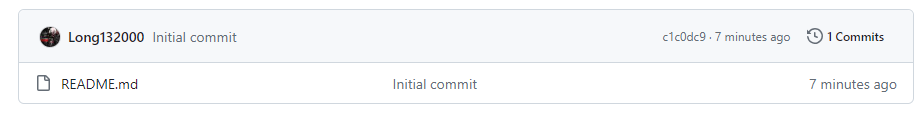 Long132000 Initial commit c1c0dc9 · 7 minutes ago 1 Commits
README.md Initial commit 7 minutes ago